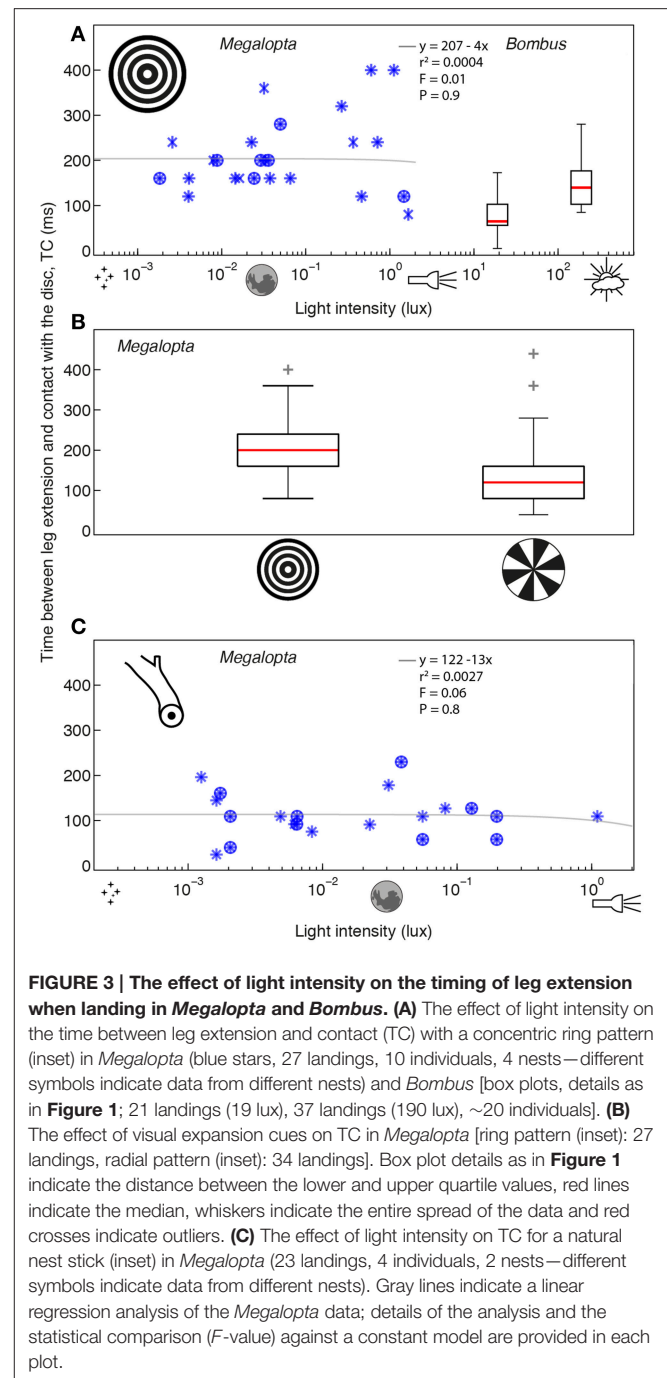 Time between leg extension and contact with the disc, TC (ms)
A
Megalopta
Bombus
y = 207 - 4x
r² = 0.0004
F = 0.01
P = 0.9
400
300
200
100
0
10⁻³ 10⁻² 10⁻¹ 10⁰ 10¹ 10²
Light intensity (lux)
B
Megalopta
400
300
200
100
0
C
Megalopta
y = 122 -13x
r² = 0.0027
F = 0.06
P = 0.8
400
300
200
100
0
10⁻³ 10⁻² 10⁻¹ 10⁰
Light intensity (lux)
FIGURE 3 | The effect of light intensity on the timing of leg extension
when landing in Megalopta and Bombus. (A) The effect of light intensity on
the time between leg extension and contact (TC) with a concentric ring pattern
(inset) in Megalopta (blue stars, 27 landings, 10 individuals, 4 nests—different
symbols indicate data from different nests) and Bombus [box plots, details as
in Figure 1; 21 landings (19 lux), 37 landings (190 lux), ~20 individuals]. (B)
The effect of visual expansion cues on TC in Megalopta [ring pattern (inset): 27
landings, radial pattern (inset): 34 landings]. Box plot details as in Figure 1
indicate the distance between the lower and upper quartile values, red lines
indicate the median, whiskers indicate the entire spread of the data and red
crosses indicate outliers. (C) The effect of light intensity on TC for a natural
nest stick (inset) in Megalopta (23 landings, 4 individuals, 2 nests—different
symbols indicate data from different nests). Gray lines indicate a linear
regression analysis of the Megalopta data; details of the analysis and the
statistical comparison (F-value) against a constant model are provided in each
plot.